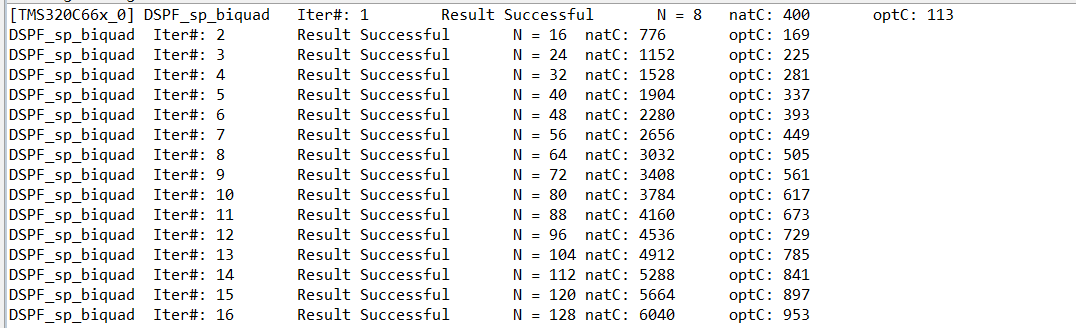 [TMS320C66x_0] DSPF_sp_biquad Iter#: 1 Result Successful N = 8 natC: 400 optC: 113
DSPF_sp_biquad Iter#: 2 Result Successful N = 16 natC: 776 optC: 169
DSPF_sp_biquad Iter#: 3 Result Successful N = 24 natC: 1152 optC: 225
DSPF_sp_biquad Iter#: 4 Result Successful N = 32 natC: 1528 optC: 281
DSPF_sp_biquad Iter#: 5 Result Successful N = 40 natC: 1904 optC: 337
DSPF_sp_biquad Iter#: 6 Result Successful N = 48 natC: 2280 optC: 393
DSPF_sp_biquad Iter#: 7 Result Successful N = 56 natC: 2656 optC: 449
DSPF_sp_biquad Iter#: 8 Result Successful N = 64 natC: 3032 optC: 505
DSPF_sp_biquad Iter#: 9 Result Successful N = 72 natC: 3408 optC: 561
DSPF_sp_biquad Iter#: 10 Result Successful N = 80 natC: 3784 optC: 617
DSPF_sp_biquad Iter#: 11 Result Successful N = 88 natC: 4160 optC: 673
DSPF_sp_biquad Iter#: 12 Result Successful N = 96 natC: 4536 optC: 729
DSPF_sp_biquad Iter#: 13 Result Successful N = 104 natC: 4912 optC: 785
DSPF_sp_biquad Iter#: 14 Result Successful N = 112 natC: 5288 optC: 841
DSPF_sp_biquad Iter#: 15 Result Successful N = 120 natC: 5664 optC: 897
DSPF_sp_biquad Iter#: 16 Result Successful N = 128 natC: 6040 optC: 953